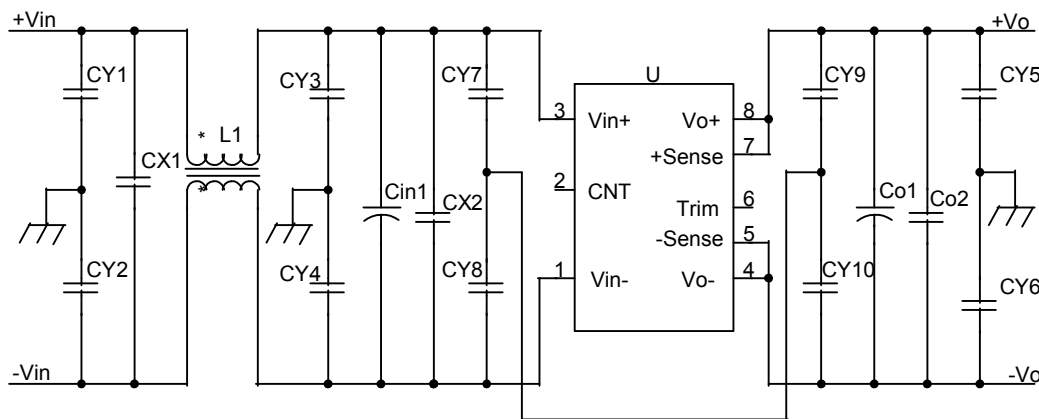 +Vin
+Vo
CY1
CY3
CY7
U
CY9
CY5
3
Vin+
Vo+
8
* L1
+Sense
7
CX1
*
2
CNT
Cin1
CX2
Trim
6
Co1
Co2
-Sense
5
CY2
CY4
CY8
1
Vin-
Vo-
4
CY10
CY6
-Vin
-Vo